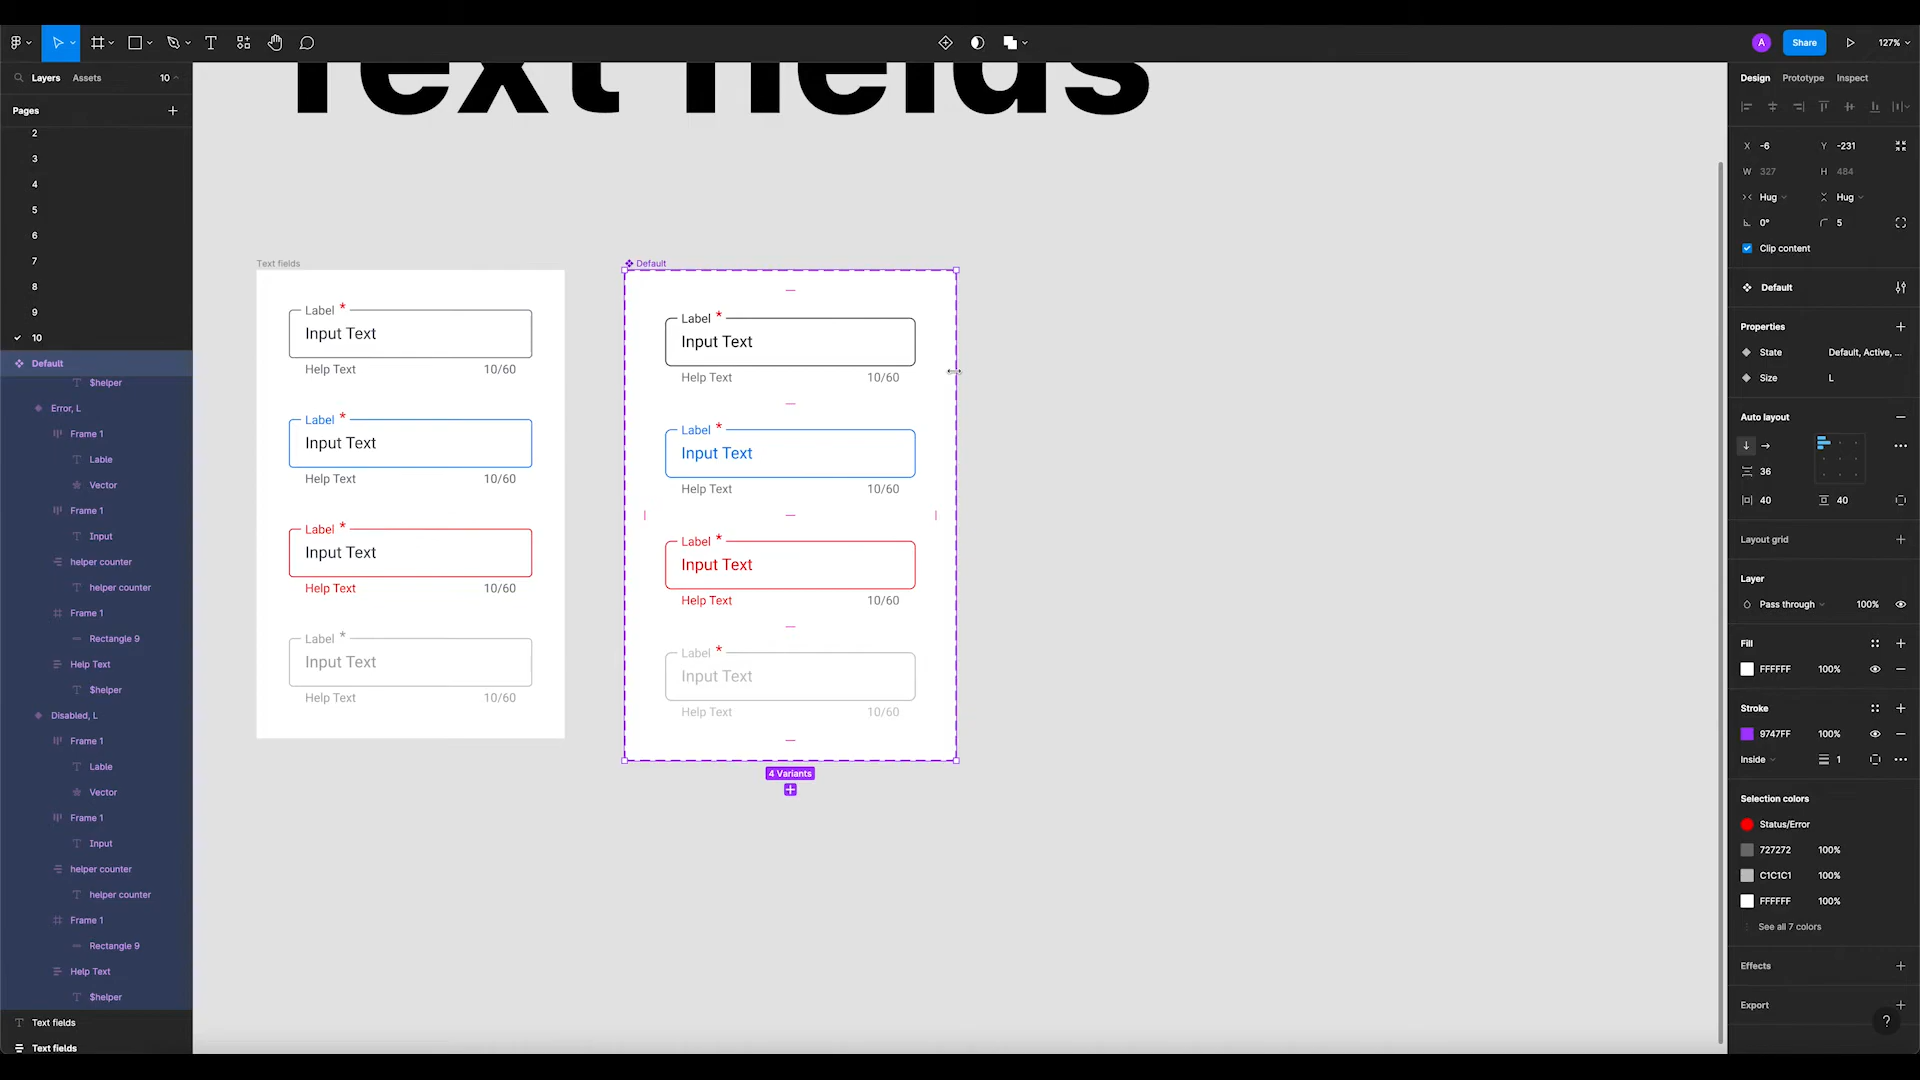 A
Share
127%
Layers
Assets
10
Pages
2
3
4
5
6
7
8
9
10
Default
$helper
Error, L
Frame 1
Lable
Vector
Frame 1
Input
helper counter
helper counter
Frame 1
Rectangle 9
Help Text
$helper
Disabled, L
Frame 1
Lable
Vector
Frame 1
Input
helper counter
helper counter
Frame 1
Rectangle 9
Help Text
$helper
Text fields
Text fields
Text fields
Text fields
Label *
Input Text
Help Text 10/60
Label *
Input Text
Help Text 10/60
Label *
Input Text
Help Text 10/60
Label *
Input Text
Help Text 10/60
Default
Label *
Input Text
Help Text 10/60
Label *
Input Text
Help Text 10/60
Label *
Input Text
Help Text 10/60
Label *
Input Text
Help Text 10/60
4 Variants
Design Prototype Inspect
X -6 Y -231
W 327 H 484
Hug Hug
0° 5
Clip content
Default
Properties
State Default, Active, ...
Size L
Auto layout
36
40 40
Layout grid
Layer
Pass through 100%
Fill
FFFFFF 100%
Stroke
9747FF 100%
Inside 1
Selection colors
Status/Error
727272 100%
C1C1C1 100%
FFFFFF 100%
See all 7 colors
Effects
Export
?